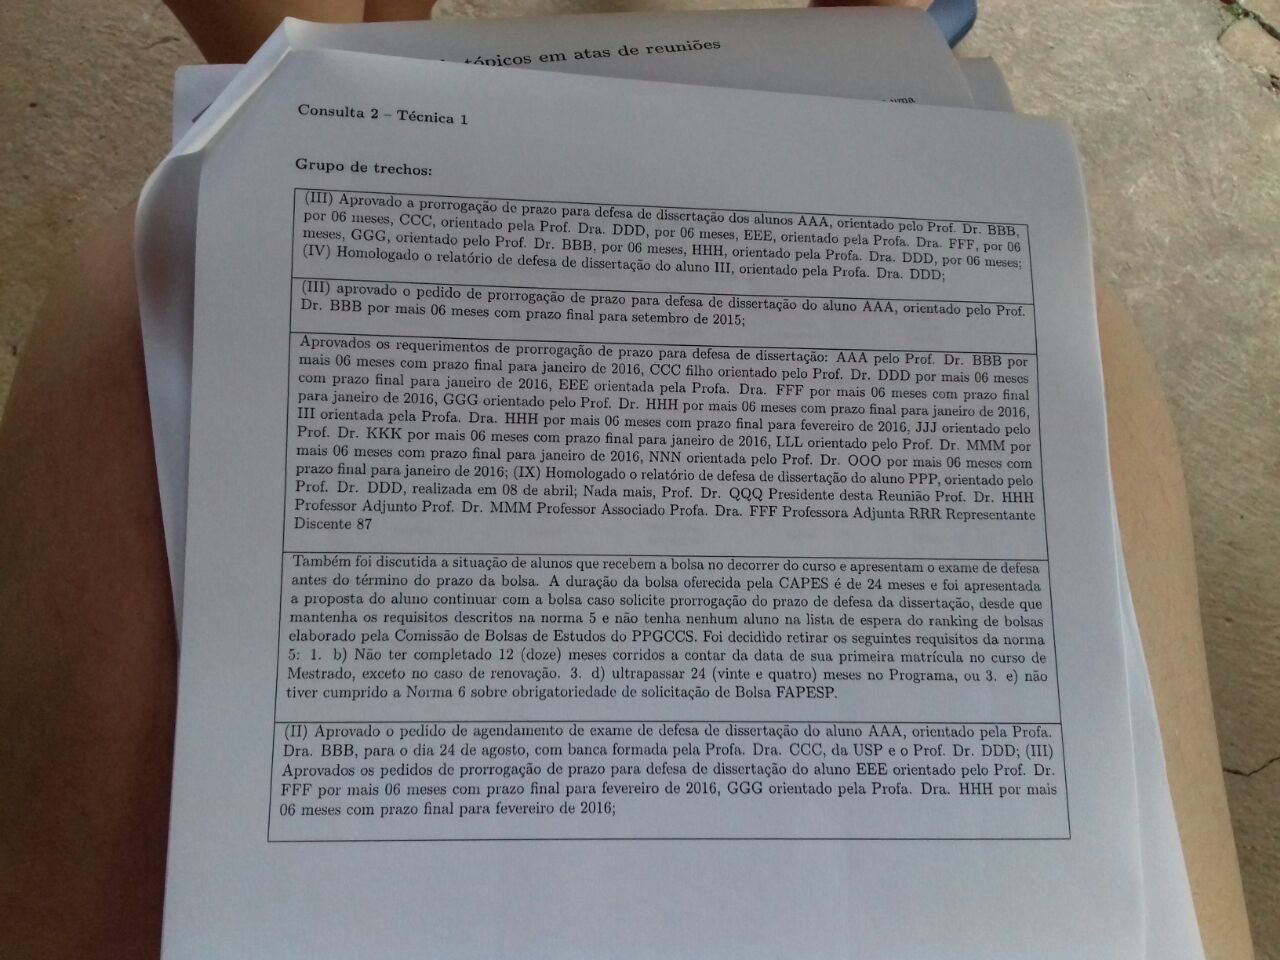 tópicos em atas de reuniões
uma
Consulta 2 – Técnica 1
Grupo de trechos:
(III) Aprovado a prorrogação de prazo para defesa de dissertação dos alunos AAA, orientado pelo Prof. Dr. BBB,
por 06 meses, CCC, orientado pela Prof. Dra. DDD, por 06 meses, EEE, orientado pela Profa. Dra. FFF, por 06
meses, GGG, orientado pelo Prof. Dr. BBB, por 06 meses, HHH, orientado pela Profa. Dra. DDD, por 06 meses;
(IV) Homologado o relatório de defesa de dissertação do aluno III, orientado pela Profa. Dra. DDD;
(III) aprovado o pedido de prorrogação de prazo para defesa de dissertação do aluno AAA, orientado pelo Prof.
Dr. BBB por mais 06 meses com prazo final para setembro de 2015;
Aprovados os requerimentos de prorrogação de prazo para defesa de dissertação: AAA pelo Prof. Dr. BBB por
mais 06 meses com prazo final para janeiro de 2016, CCC filho orientado pelo Prof. Dr. DDD por mais 06 meses
com prazo final para janeiro de 2016, EEE orientada pela Profa. Dra. FFF por mais 06 meses com prazo final
para janeiro de 2016, GGG orientado pelo Prof. Dr. HHH por mais 06 meses com prazo final para janeiro de 2016,
III orientada pela Profa. Dra. HHH por mais 06 meses com prazo final para fevereiro de 2016, JJJ orientado pelo
Prof. Dr. KKK por mais 06 meses com prazo final para janeiro de 2016, LLL orientado pelo Prof. Dr. MMM por
mais 06 meses com prazo final para janeiro de 2016, NNN orientada pelo Prof. Dr. OOO por mais 06 meses com
prazo final para janeiro de 2016; (IX) Homologado o relatório de defesa de dissertação do aluno PPP, orientado pelo
Prof. Dr. DDD, realizada em 08 de abril; Nada mais, Prof. Dr. QQQ Presidente desta Reunião Prof. Dr. HHH
Professor Adjunto Prof. Dr. MMM Professor Associado Profa. Dra. FFF Professora Adjunta RRR Representante
Discente 87
Também foi discutida a situação de alunos que recebem a bolsa no decorrer do curso e apresentam o exame de defesa
antes do término do prazo da bolsa. A duração da bolsa oferecida pela CAPES é de 24 meses e foi apresentada
a proposta do aluno continuar com a bolsa caso solicite prorrogação do prazo de defesa da dissertação, desde que
mantenha os requisitos descritos na norma 5 e não tenha nenhum aluno na lista de espera do ranking de bolsas
elaborado pela Comissão de Bolsas de Estudos do PPGCCS. Foi decidido retirar os seguintes requisitos da norma
5: 1. b) Não ter completado 12 (doze) meses corridos a contar da data de sua primeira matrícula no curso de
Mestrado, exceto no caso de renovação. 3. d) ultrapassar 24 (vinte e quatro) meses no Programa, ou 3. e) não
tiver cumprido a Norma 6 sobre obrigatoriedade de solicitação de Bolsa FAPESP.
(II) Aprovado o pedido de agendamento de exame de defesa de dissertação do aluno AAA, orientado pela Profa.
Dra. BBB, para o dia 24 de agosto, com banca formada pela Profa. Dra. CCC, da USP e o Prof. Dr. DDD; (III)
Aprovados os pedidos de prorrogação de prazo para defesa de dissertação do aluno EEE orientado pelo Prof. Dr.
FFF por mais 06 meses com prazo final para fevereiro de 2016, GGG orientado pela Profa. Dra. HHH por mais
06 meses com prazo final para fevereiro de 2016;